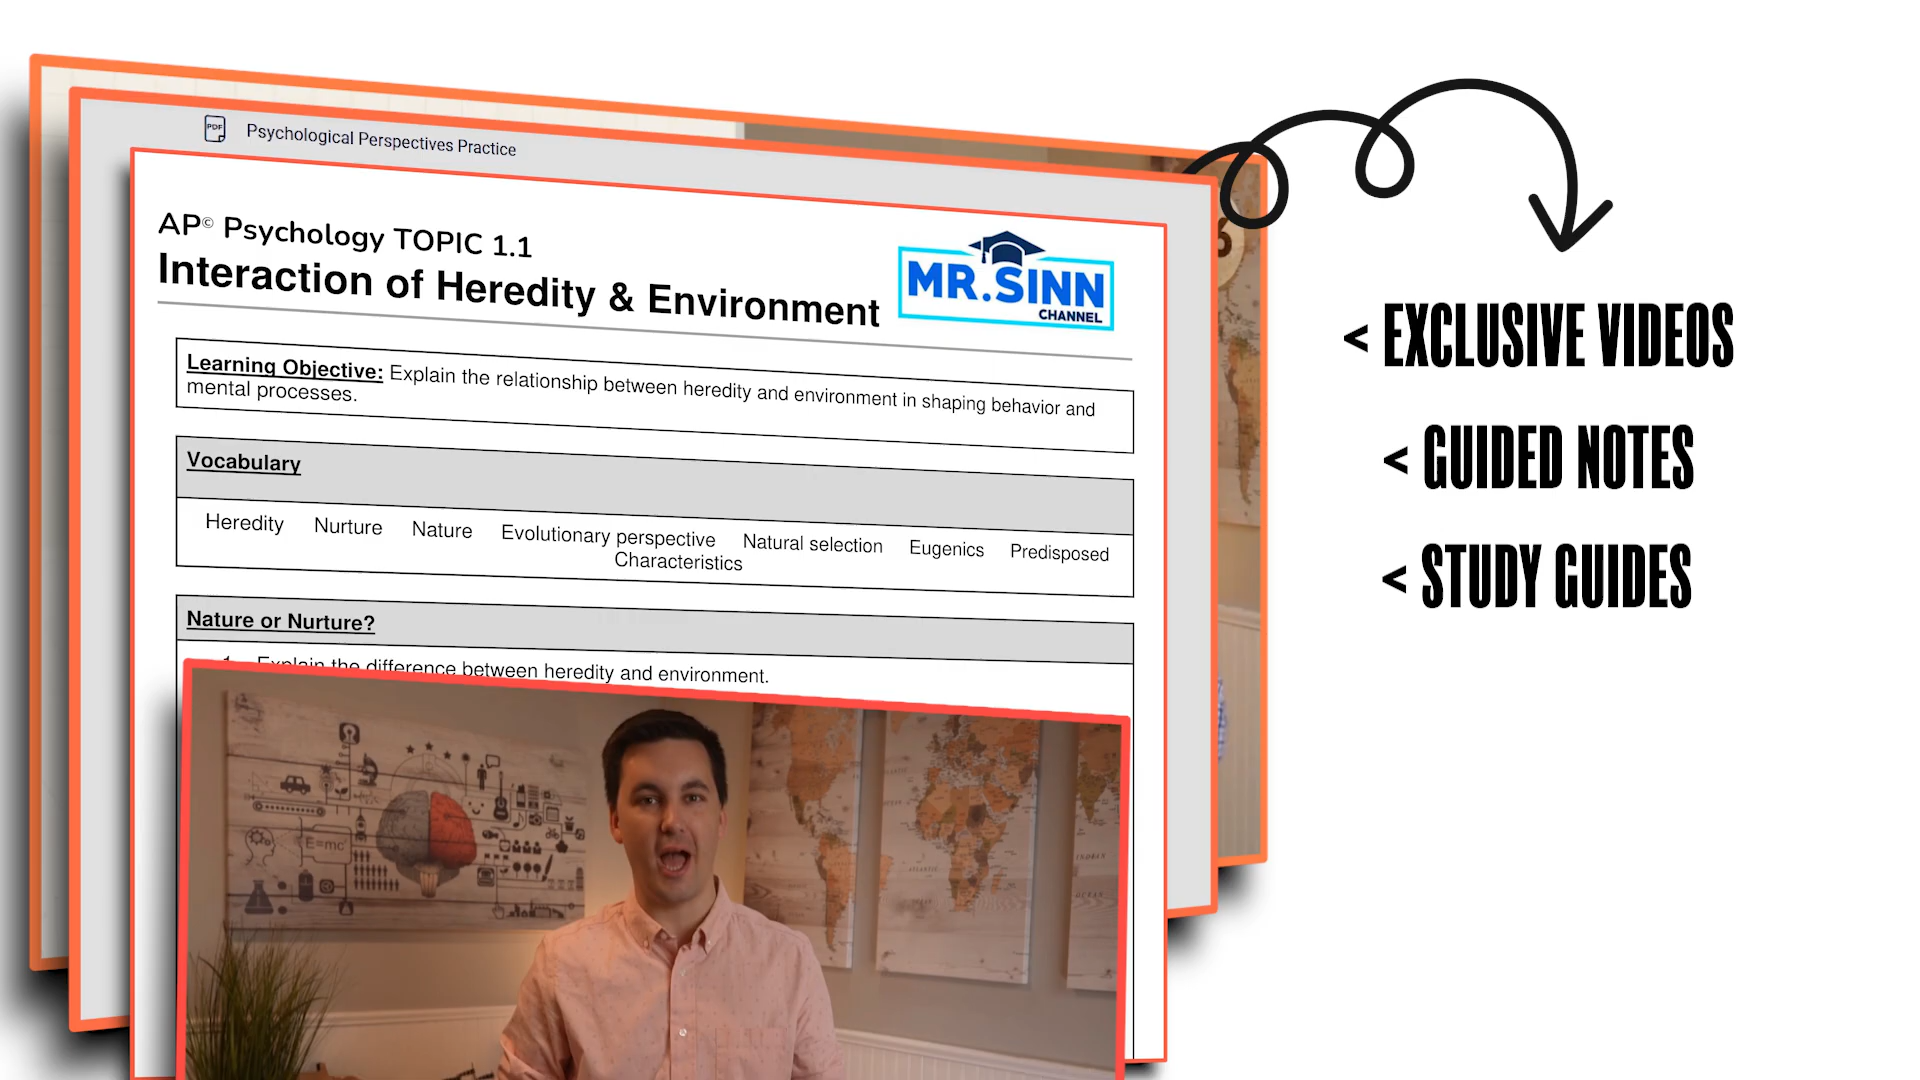 Psychological Perspectives Practice
AP© Psychology TOPIC 1.1
Interaction of Heredity & Environment
MR.SINN
CHANNEL
Learning Objective: Explain the relationship between heredity and environment in shaping behavior and
mental processes.
Vocabulary
Heredity Nurture Nature Evolutionary perspective Natural selection Eugenics Predisposed
Characteristics
Nature or Nurture?
1. Explain the difference between heredity and environment.
E=mc²
< EXCLUSIVE VIDEOS
< GUIDED NOTES
< STUDY GUIDES